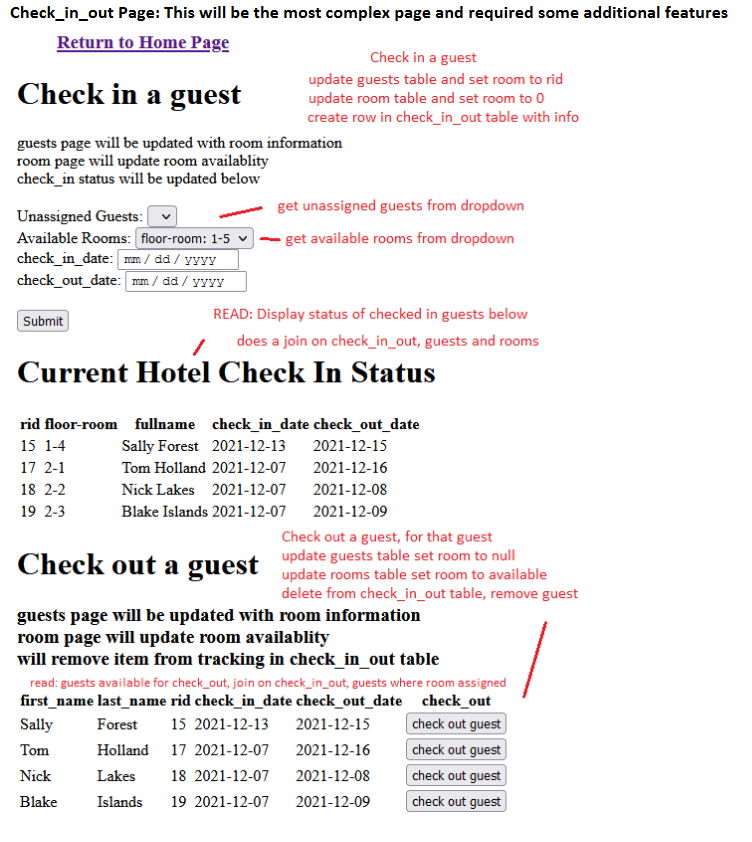 Check_in_out Page: This will be the most complex page and required some additional features
Return to Home Page
Check in a guest
Check in a guest
update guests table and set room to rid
update room table and set room to 0
create row in check_in_out table with info
guests page will be updated with room information
room page will update room availablity
check_in status will be updated below
Unassigned Guests:
get unassigned guests from dropdown
Available Rooms: floor-room: 1-5
get available rooms from dropdown
check_in_date: mm / dd / yyyy
check_out_date: mm / dd / yyyy
Submit
READ: Display status of checked in guests below
does a join on check_in_out, guests and rooms
Current Hotel Check In Status
rid floor-room fullname check_in_date check_out_date
15 1-4 Sally Forest 2021-12-13 2021-12-15
17 2-1 Tom Holland 2021-12-07 2021-12-16
18 2-2 Nick Lakes 2021-12-07 2021-12-08
19 2-3 Blake Islands 2021-12-07 2021-12-09
Check out a guest, for that guest
update guests table set room to null
update rooms table set room to available
delete from check_in_out table, remove guest
Check out a guest
guests page will be updated with room information
room page will update room availablity
will remove item from tracking in check_in_out table
read: guests available for check_out, join on check_in_out, guests where room assigned
first_name last_name rid check_in_date check_out_date check_out
Sally Forest 15 2021-12-13 2021-12-15 check out guest
Tom Holland 17 2021-12-07 2021-12-16 check out guest
Nick Lakes 18 2021-12-07 2021-12-08 check out guest
Blake Islands 19 2021-12-07 2021-12-09 check out guest